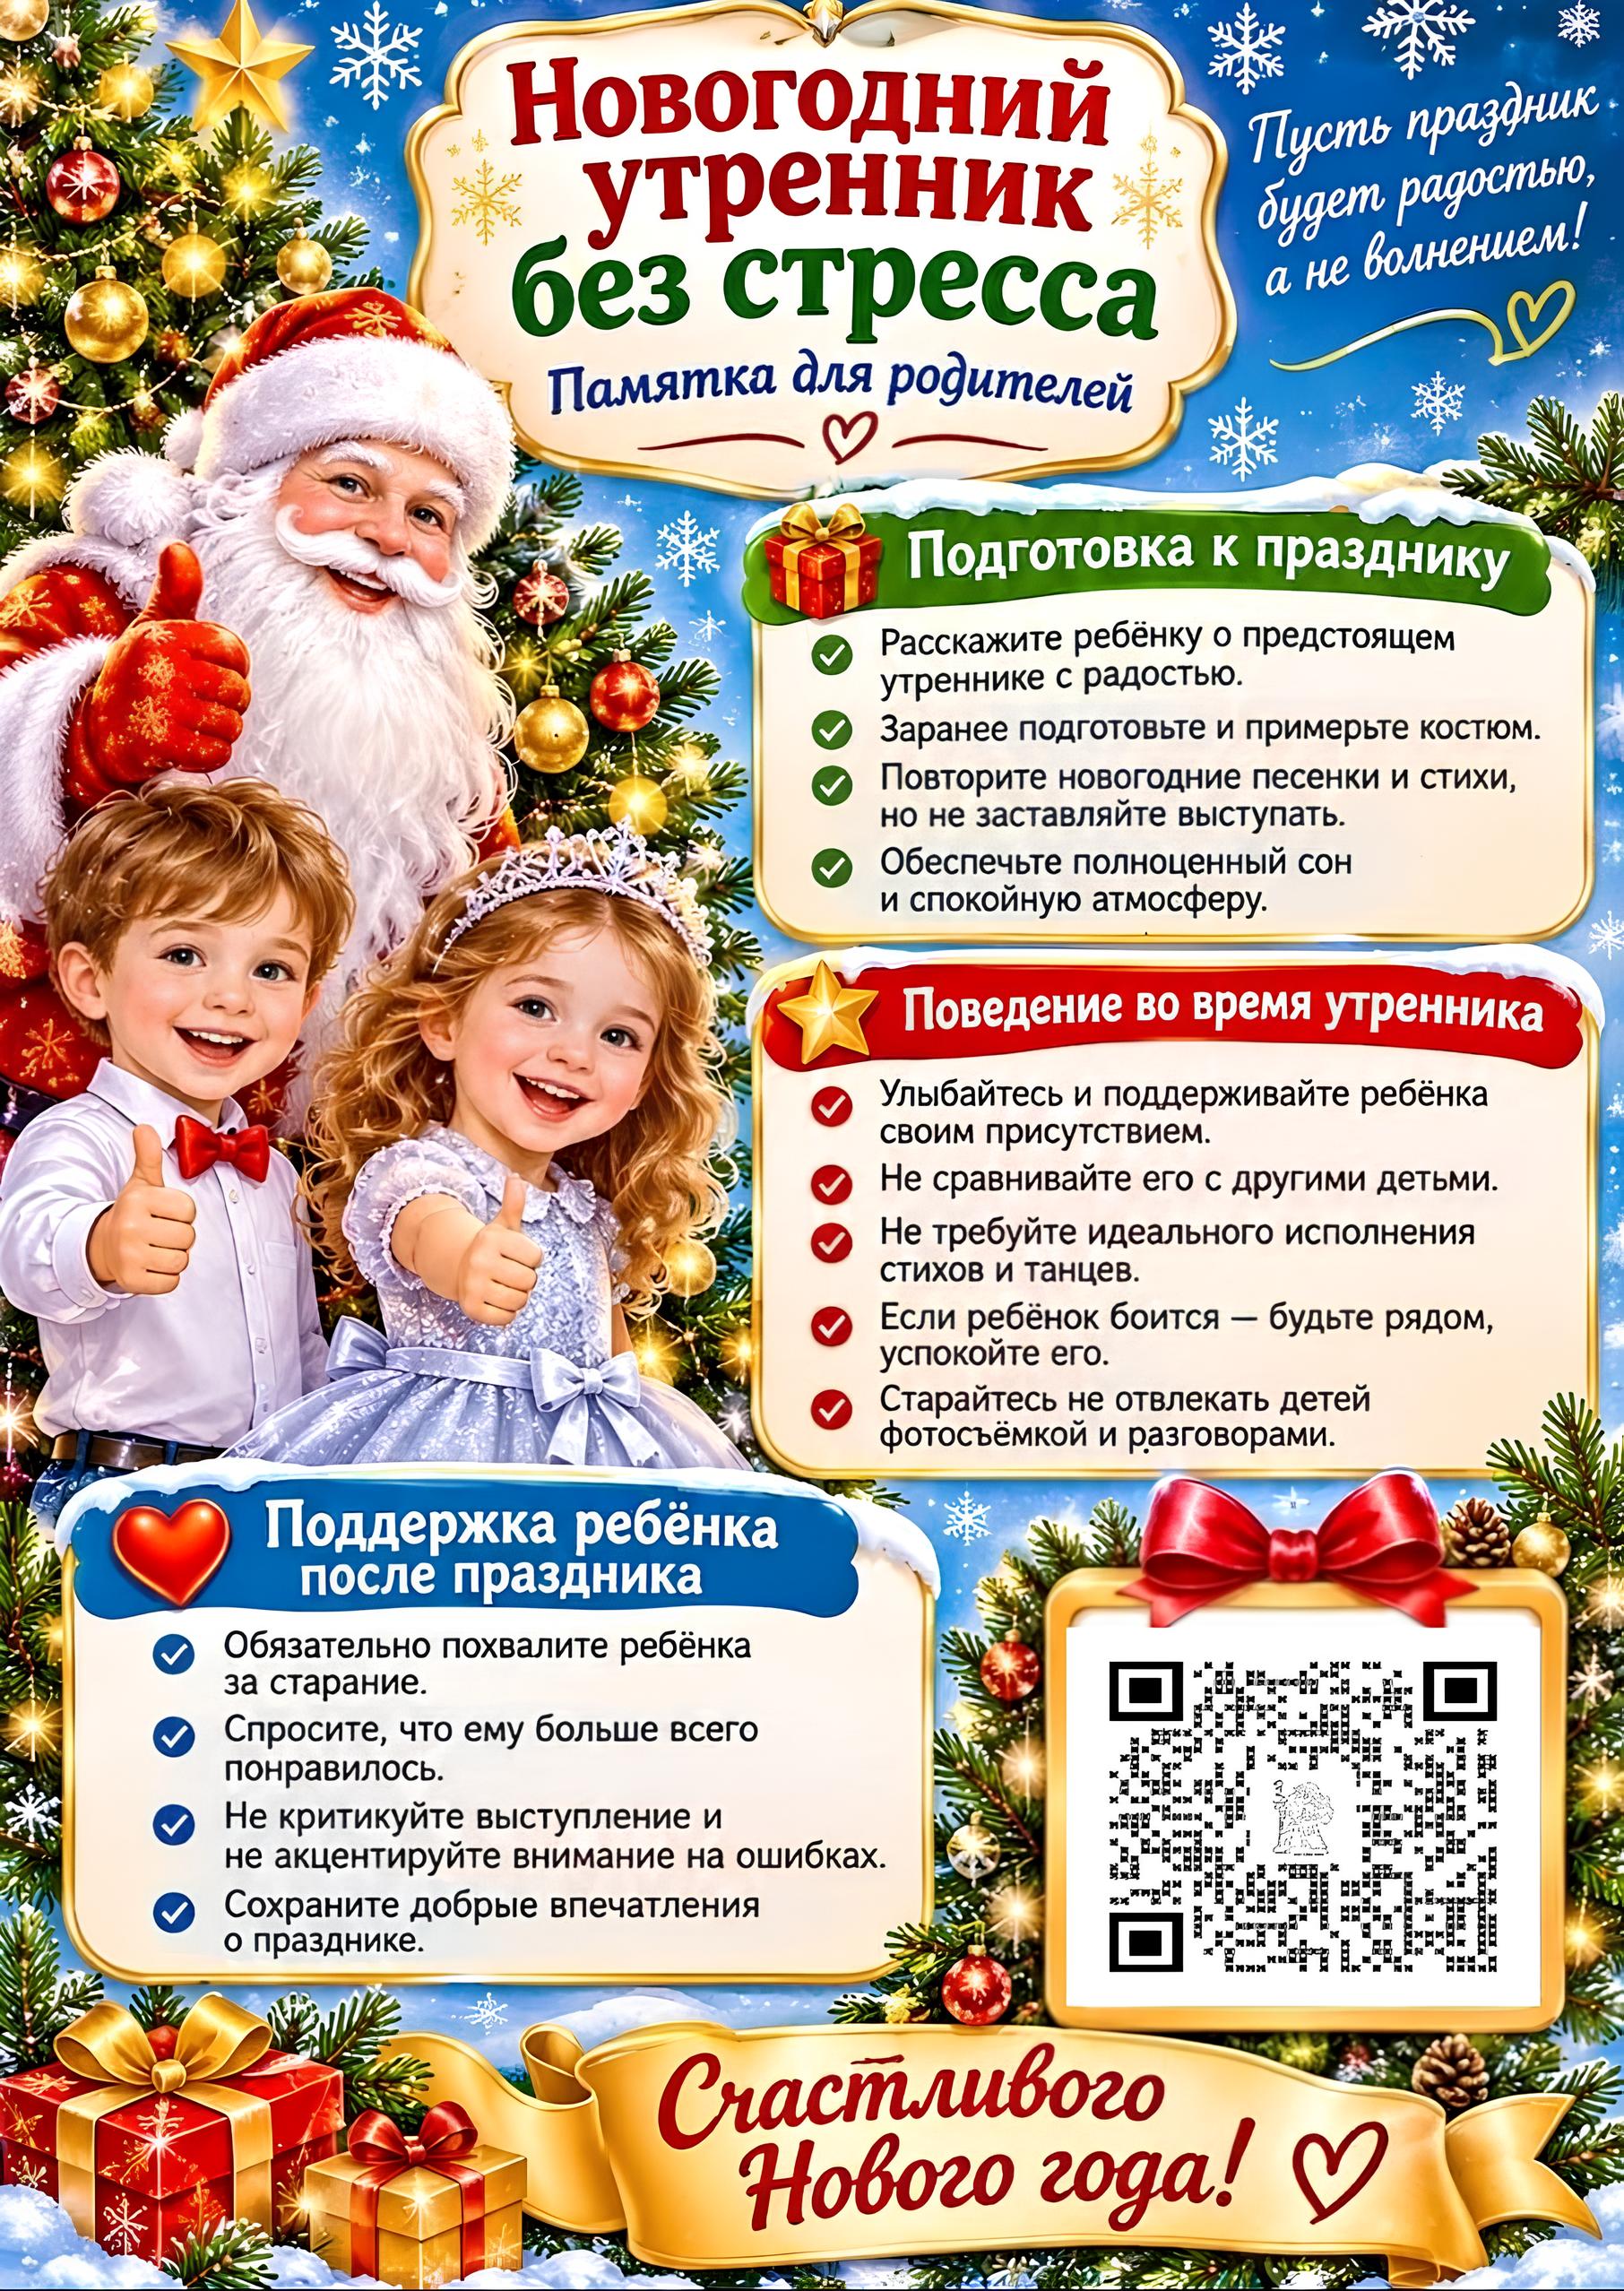 Новогодний
утренник
без стресса
Памятка для родителей
Пусть праздник
будет радостью,
а не волнением!
Подготовка к празднику
Расскажите ребёнку о предстоящем
утреннике с радостью.
Заранее подготовьте и примерьте костюм.
Повторите новогодние песенки и стихи,
но не заставляйте выступать.
Обеспечьте полноценный сон
и спокойную атмосферу.
Поведение во время утренника
Улыбайтесь и поддерживайте ребёнка
своим присутствием.
Не сравнивайте его с другими детьми.
Не требуйте идеального исполнения
стихов и танцев.
Если ребёнок боится — будьте рядом,
успокойте его.
Старайтесь не отвлекать детей
фотосъёмкой и разговорами.
Поддержка ребёнка
после праздника
Обязательно похвалите ребёнка
за старание.
Спросите, что ему больше всего
понравилось.
Не критикуйте выступление и
не акцентируйте внимание на ошибках.
Сохраните добрые впечатления
о празднике.
Счастливого
Нового года!